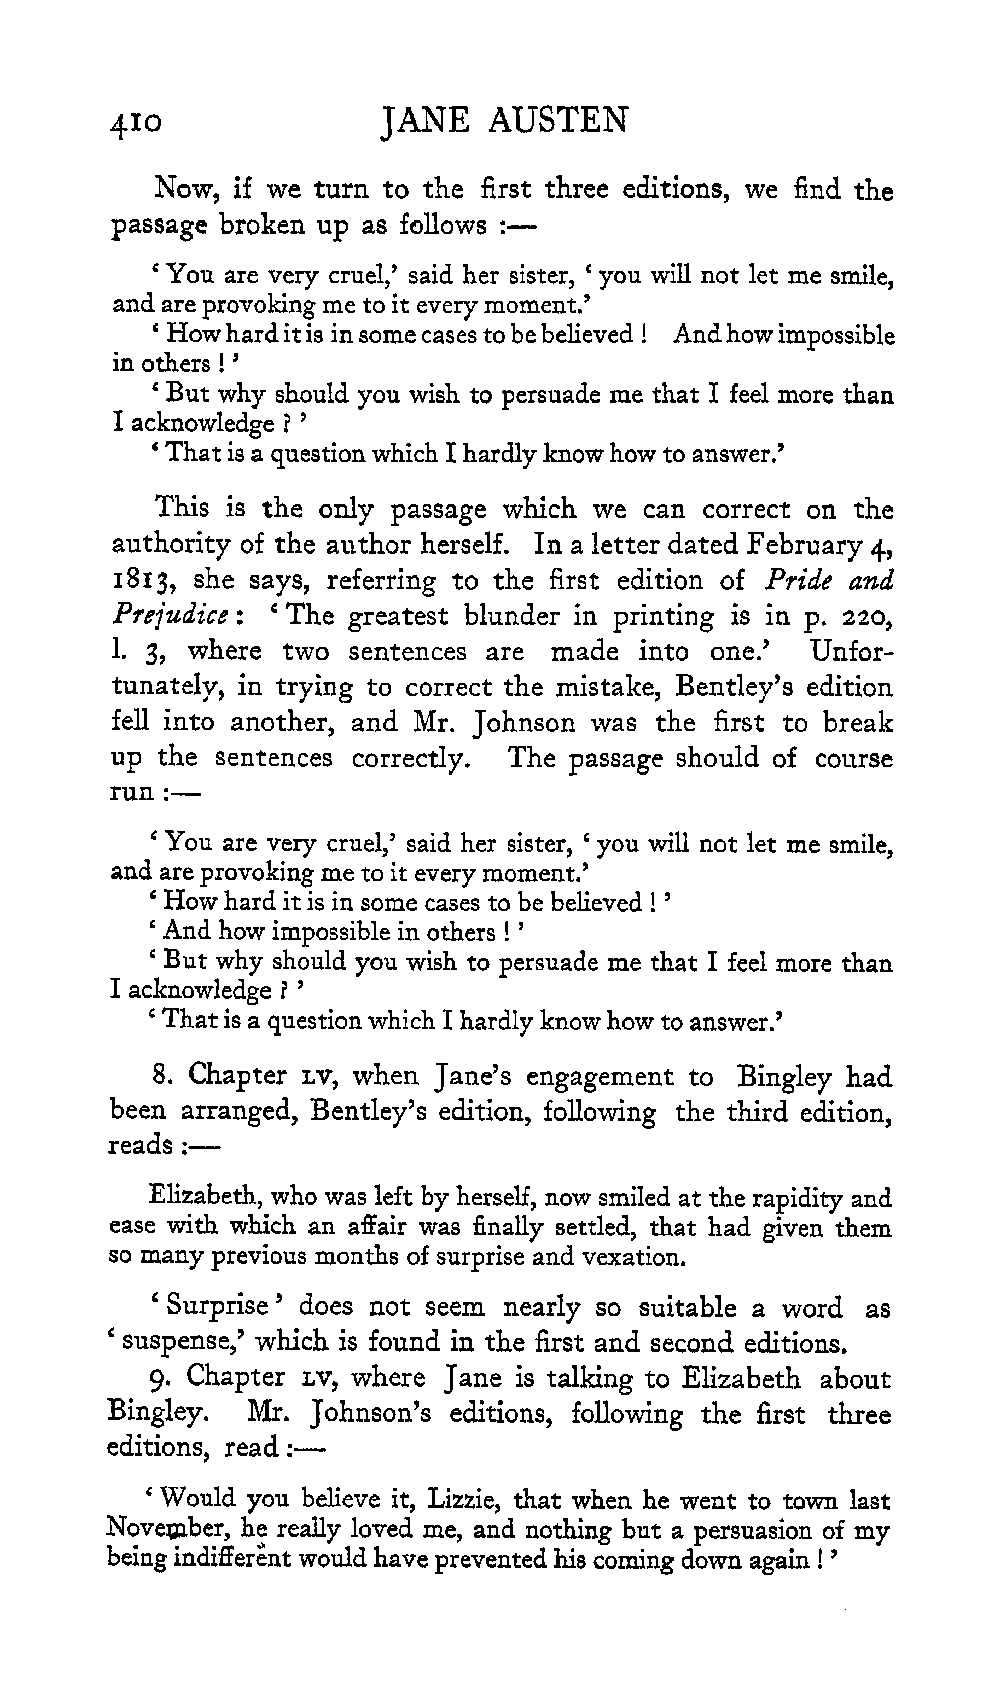 410 JANE AUSTEN
Now, if we turn to the first three editions, we find the
passage broken up as follows :—
‘ You are very cruel,’ said her sister, ‘ you will not let me smile,
and are provoking me to it every moment.’
‘ How hard it is in some cases to be believed ! And how impossible
in others ! ’
‘ But why should you wish to persuade me that I feel more than
I acknowledge ? ’
‘ That is a question which I hardly know how to answer.’
This is the only passage which we can correct on the
authority of the author herself. In a letter dated February 4,
1813, she says, referring to the first edition of Pride and
Prejudice : ‘ The greatest blunder in printing is in p. 220,
l. 3, where two sentences are made into one.’ Unfor-
tunately, in trying to correct the mistake, Bentley’s edition
fell into another, and Mr. Johnson was the first to break
up the sentences correctly. The passage should of course
run :—
‘ You are very cruel,’ said her sister, ‘ you will not let me smile,
and are provoking me to it every moment.’
‘ How hard it is in some cases to be believed ! ’
‘ And how impossible in others ! ’
‘ But why should you wish to persuade me that I feel more than
I acknowledge ? ’
‘ That is a question which I hardly know how to answer.’
8. Chapter LV, when Jane’s engagement to Bingley had
been arranged, Bentley’s edition, following the third edition,
reads :—
Elizabeth, who was left by herself, now smiled at the rapidity and
ease with which an affair was finally settled, that had given them
so many previous months of surprise and vexation.
‘ Surprise ’ does not seem nearly so suitable a word as
‘ suspense,’ which is found in the first and second editions.
9. Chapter LV, where Jane is talking to Elizabeth about
Bingley. Mr. Johnson’s editions, following the first three
editions, read :—
‘ Would you believe it, Lizzie, that when he went to town last
November, he really loved me, and nothing but a persuasion of my
being indifferent would have prevented his coming down again ! ’